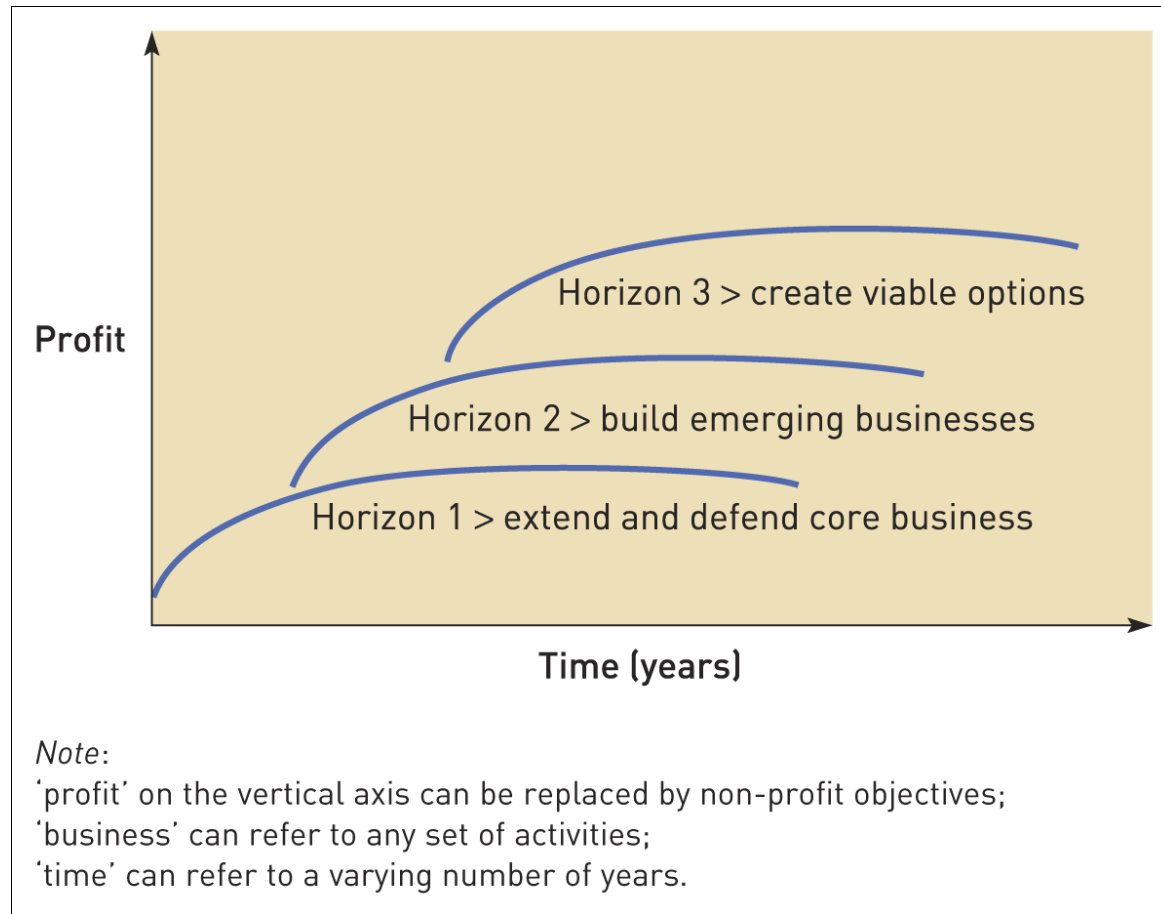 Profit
Horizon 3 > create viable options
Horizon 2 > build emerging businesses
Horizon 1 > extend and defend core business
Time (years)
Note:
‘profit’ on the vertical axis can be replaced by non-profit objectives;
‘business’ can refer to any set of activities;
‘time’ can refer to a varying number of years.